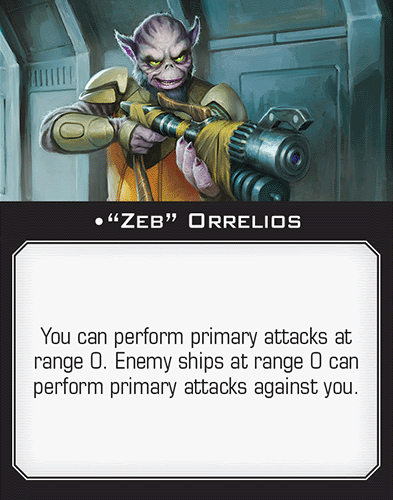 •“Zeb” Orrelios
You can perform primary attacks at
range 0. Enemy ships at range 0 can
perform primary attacks against you.